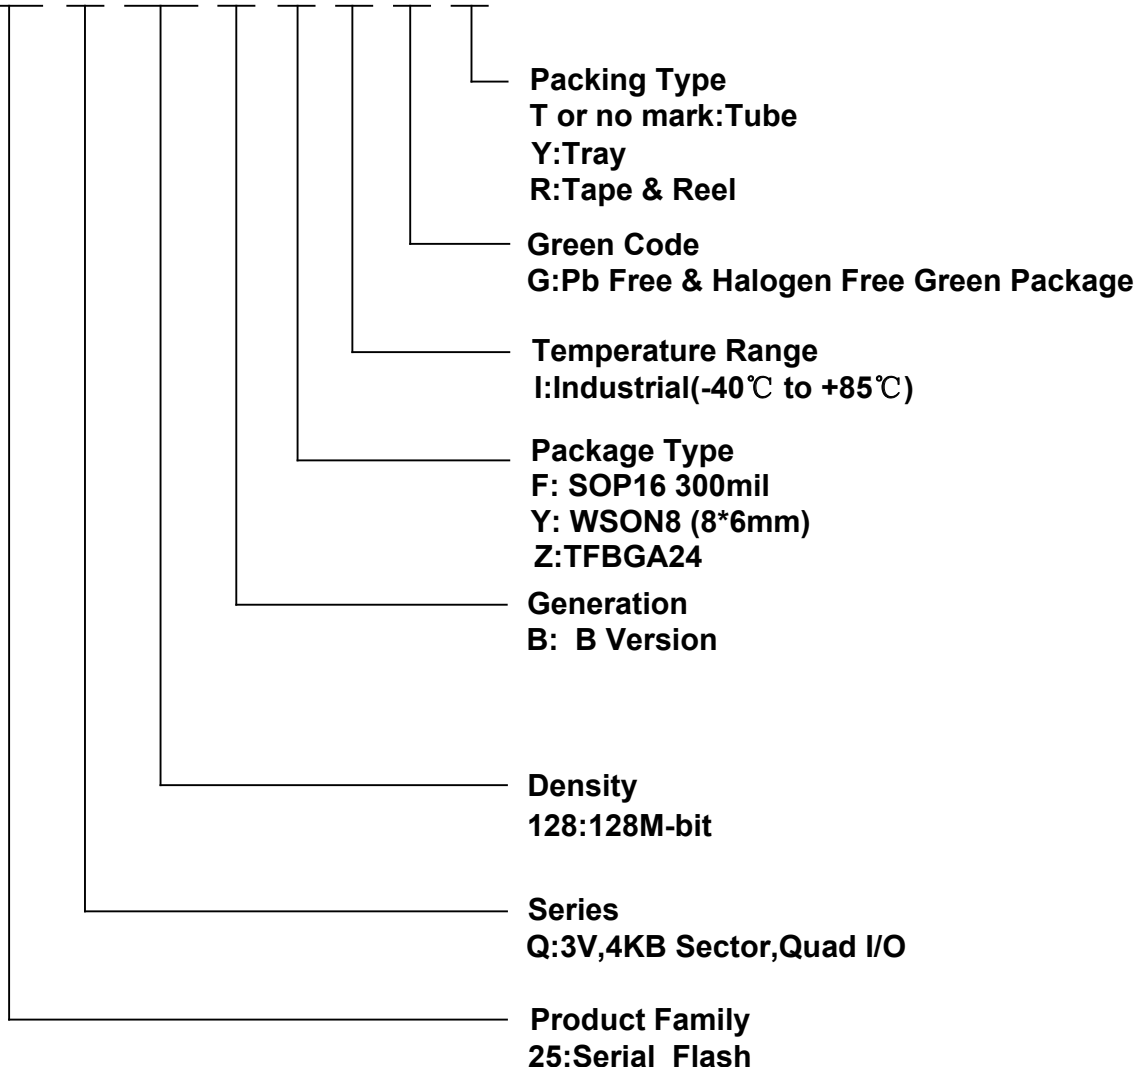 Packing Type
T or no mark:Tube
Y:Tray
R:Tape & Reel
Green Code
G:Pb Free & Halogen Free Green Package
Temperature Range
I:Industrial(-40℃ to +85℃)
Package Type
F: SOP16 300mil
Y: WSON8 (8*6mm)
Z:TFBGA24
Generation
B:  B Version
Density
128:128M-bit
Series
Q:3V,4KB Sector,Quad I/O
Product Family
25:Serial  Flash